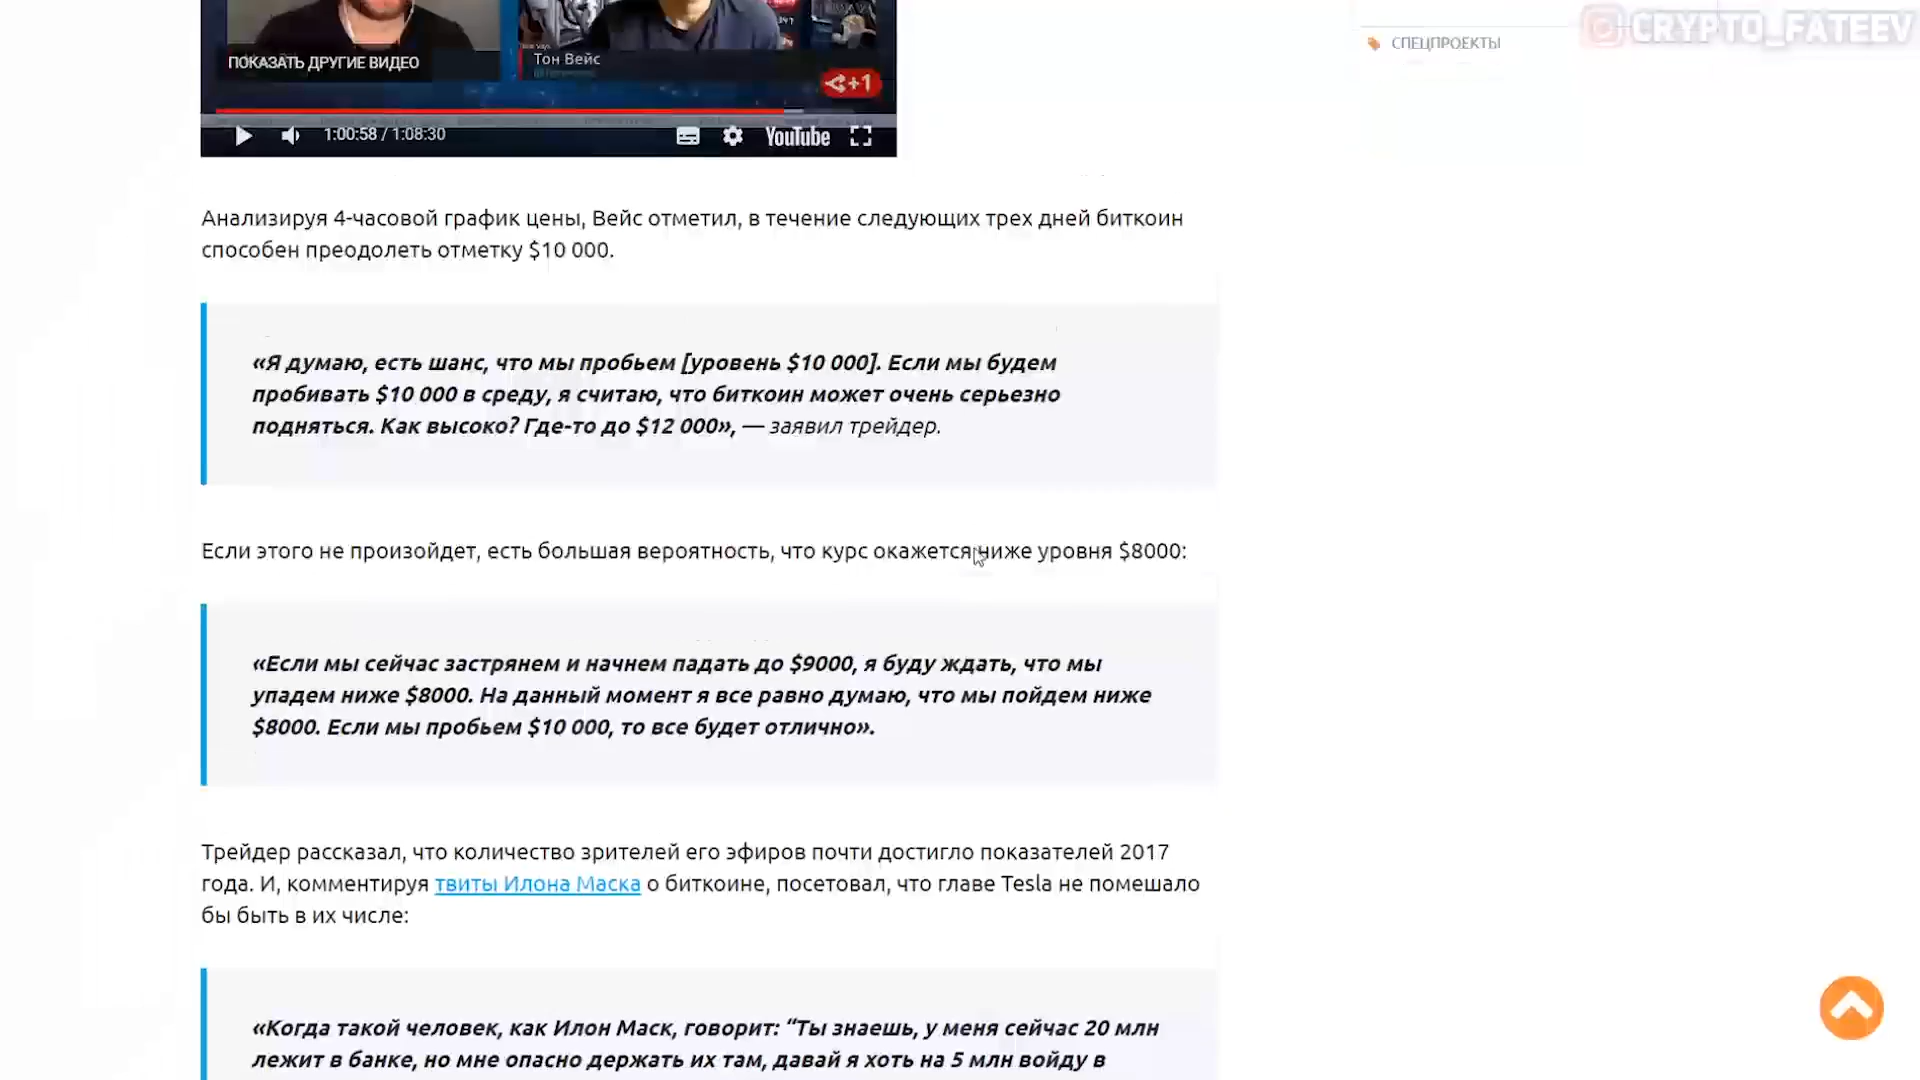 CRYPTO_FATEEV
СПЕЦПРОЕКТЫ
ПОКАЗАТЬ ДРУГИЕ ВИДЕО
Тон Вейс
+1
1:00:58 / 1:08:30
YouTube
Анализируя 4-часовой график цены, Вейс отметил, в течение следующих трех дней биткоин
способен преодолеть отметку $10 000.
«Я думаю, есть шанс, что мы пробьем [уровень $10 000]. Если мы будем
пробивать $10 000 в среду, я считаю, что биткоин может очень серьезно
подняться. Как высоко? Где-то до $12 000», — заявил трейдер.
Если этого не произойдет, есть большая вероятность, что курс окажется ниже уровня $8000:
«Если мы сейчас застрянем и начнем падать до $9000, я буду ждать, что мы
упадем ниже $8000. На данный момент я все равно думаю, что мы пойдем ниже
$8000. Если мы пробьем $10 000, то все будет отлично».
Трейдер рассказал, что количество зрителей его эфиров почти достигло показателей 2017
года. И, комментируя твиты Илона Маска о биткоине, посетовал, что главе Tesla не помешало
бы быть в их числе:
«Когда такой человек, как Илон Маск, говорит: “Ты знаешь, у меня сейчас 20 млн
лежит в банке, но мне опасно держать их там, давай я хоть на 5 млн войду в